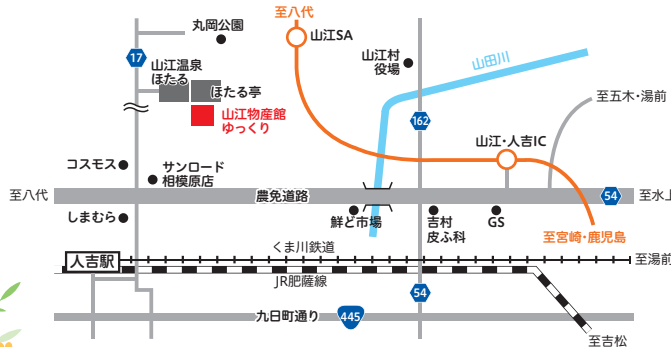 至八代
丸岡公園
山江SA
17
山江村
役場
山田川
山江温泉
ほたる
ほたる亭
至五木・湯前
山江物産館
ゆっくり
162
山江・人吉IC
コスモス
サンロード
相模原店
至八代
農免道路
54
至水上
しまむら
鮮ど市場
吉村
皮ふ科
GS
至宮崎・鹿児島
くま川鉄道
人吉駅
至湯前
JR肥薩線
54
九日町通り
445
至吉松